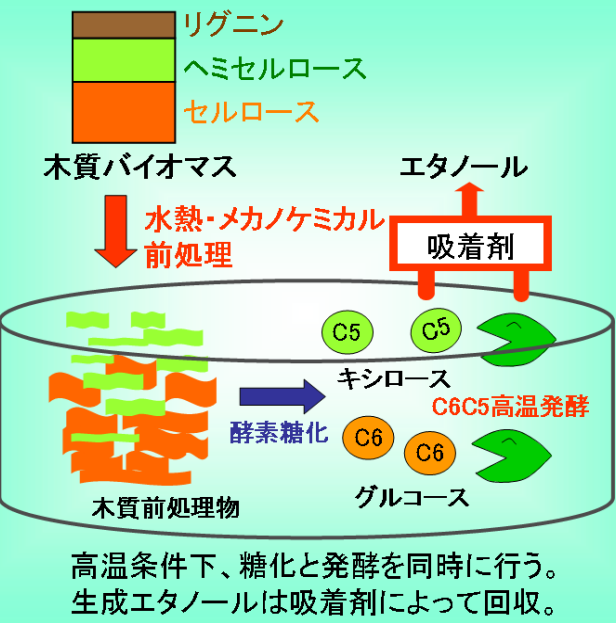 リグニン
ヘミセルロース
セルロース
木質バイオマス
エタノール
水熱・メカノケミカル
前処理
吸着剤
C5
C5
キシロース
C6C5高温発酵
酵素糖化
C6
C6
グルコース
木質前処理物
高温条件下、糖化と発酵を同時に行う。
生成エタノールは吸着剤によって回収。